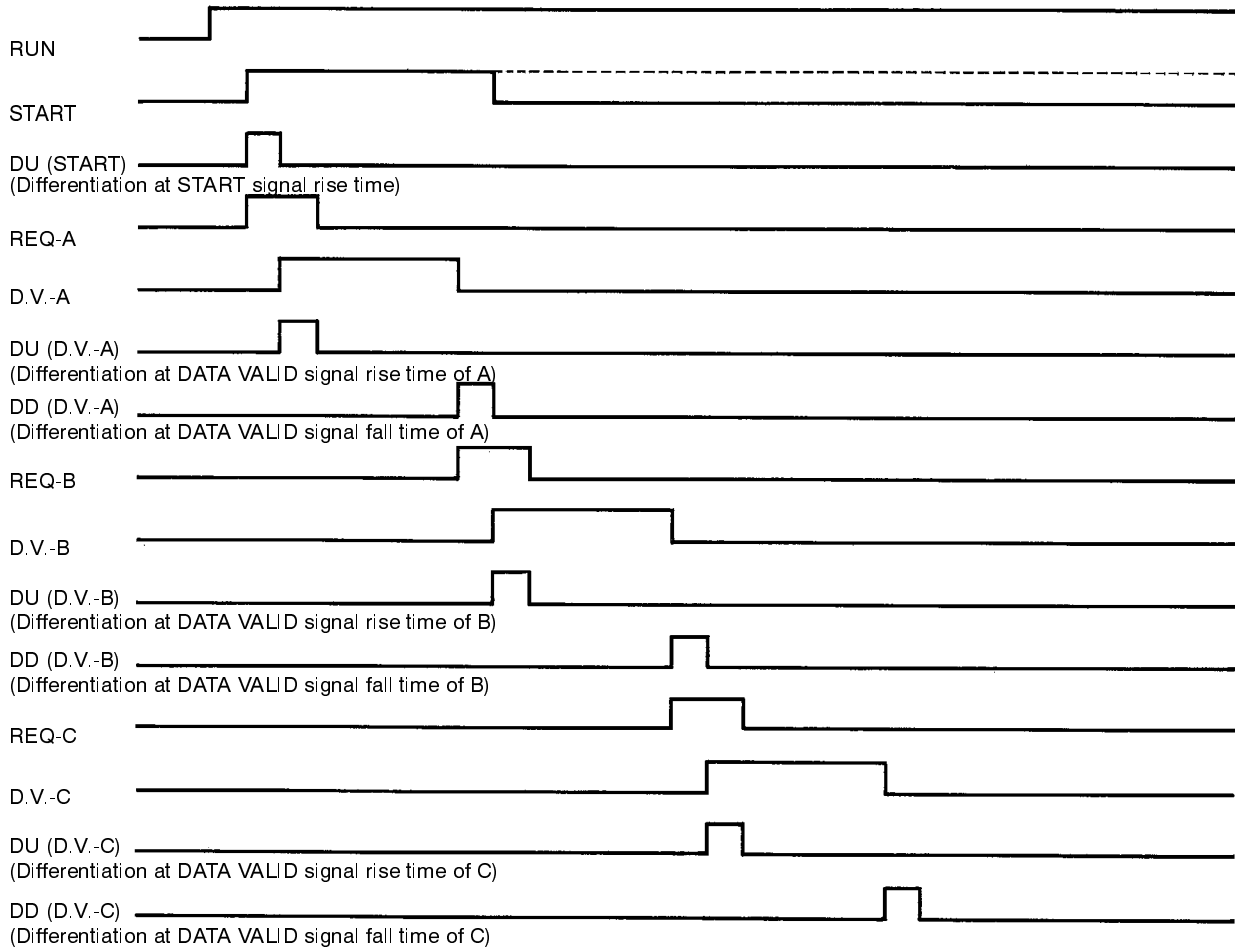 RUN
START
DU (START)
(Differentiation at START signal rise time)
REQ-A
D.V.-A
DU (D.V.-A)
(Differentiation at DATA VALID signal rise time of A)
DD (D.V.-A)
(Differentiation at DATA VALID signal fall time of A)
REQ-B
D.V.-B
DU (D.V.-B)
(Differentiation at DATA VALID signal rise time of B)
DD (D.V.-B)
(Differentiation at DATA VALID signal fall time of B)
REQ-C
D.V.-C
DU (D.V.-C)
(Differentiation at DATA VALID signal rise time of C)
DD (D.V.-C)
(Differentiation at DATA VALID signal fall time of C)